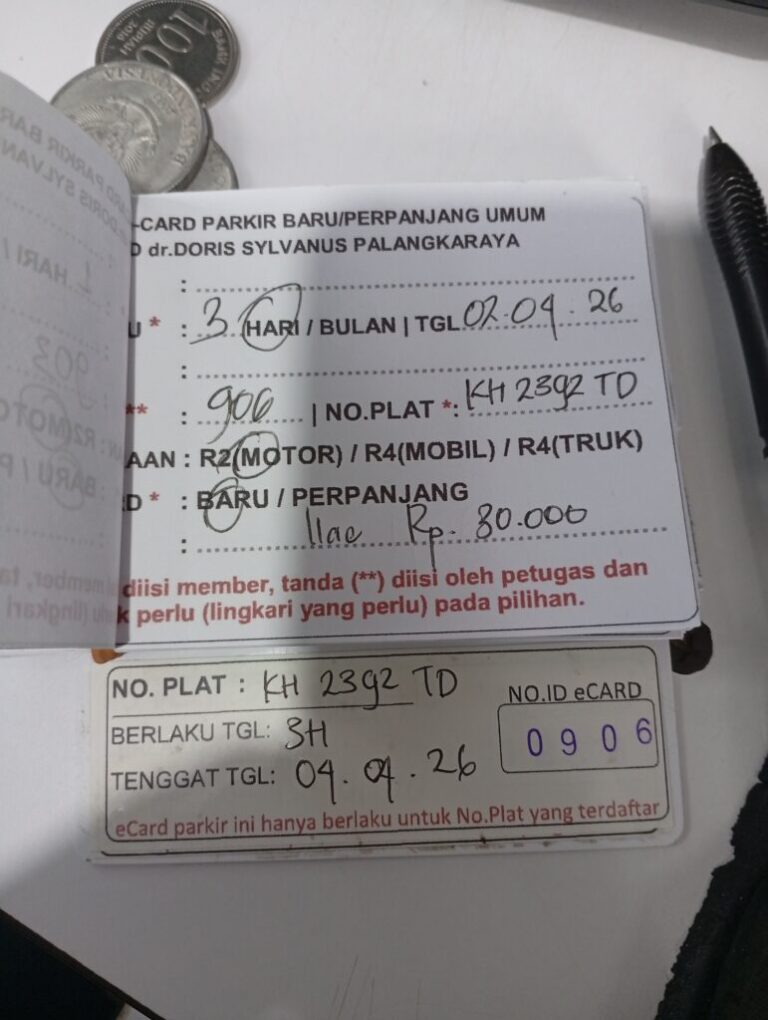 100
-CARD PARKIR BARU/PERPANJANG UMUM
D dr.DORIS SYLVANUS PALANGKARAYA
: 
U * : 3 HARI / BULAN | TGL 02.04.26
:
** : 906 | NO.PLAT *: KH 2392 TD
AAN : R2(MOTOR) / R4(MOBIL) / R4(TRUK)
D * : BARU / PERPANJANG
: Rp. 30.000
diisi member, tanda (**) diisi oleh petugas dan
k perlu (lingkari yang perlu) pada pilihan.
NO. PLAT : KH 2392 TD
NO.ID eCARD
BERLAKU TGL: 3H
0906
TENGGAT TGL: 04.04.26
eCard parkir ini hanya berlaku untuk No.Plat yang terdaftar